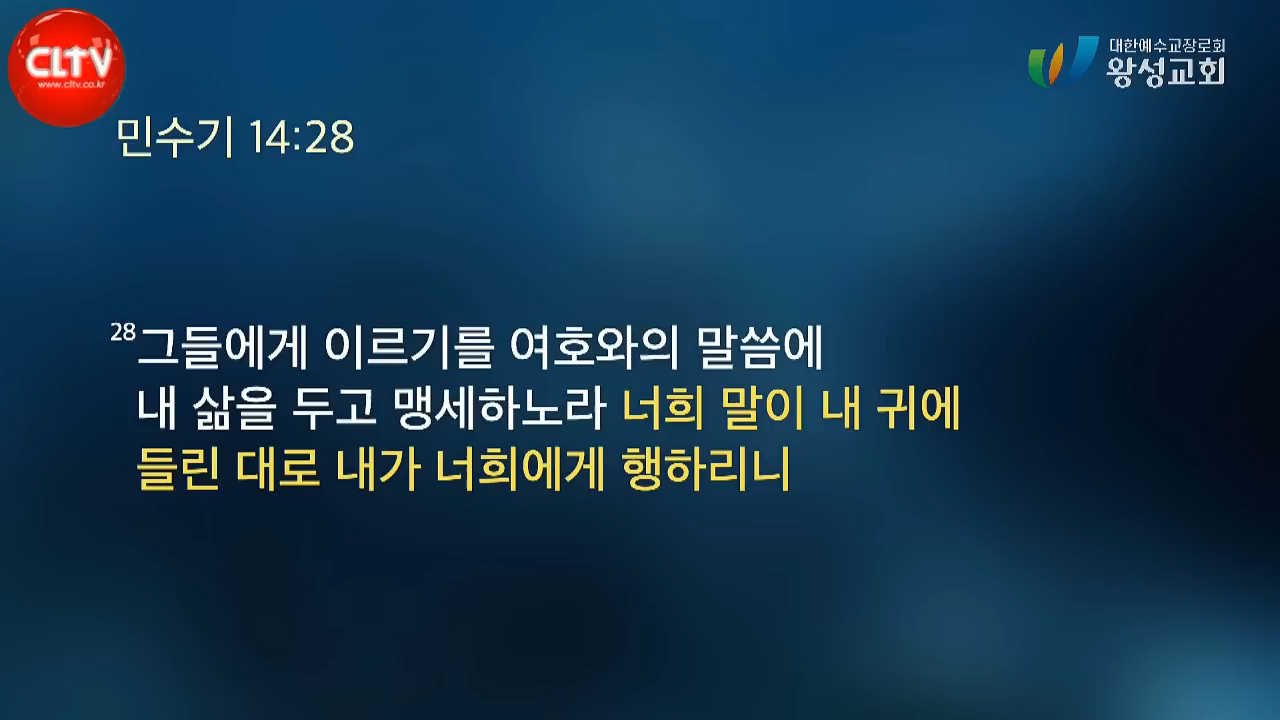 CLTV
www.cltv.co.kr
대한예수교장로회
왕성교회
민수기 14:28
28그들에게 이르기를 여호와의 말씀에
내 삶을 두고 맹세하노라 너희 말이 내 귀에
들린 대로 내가 너희에게 행하리니